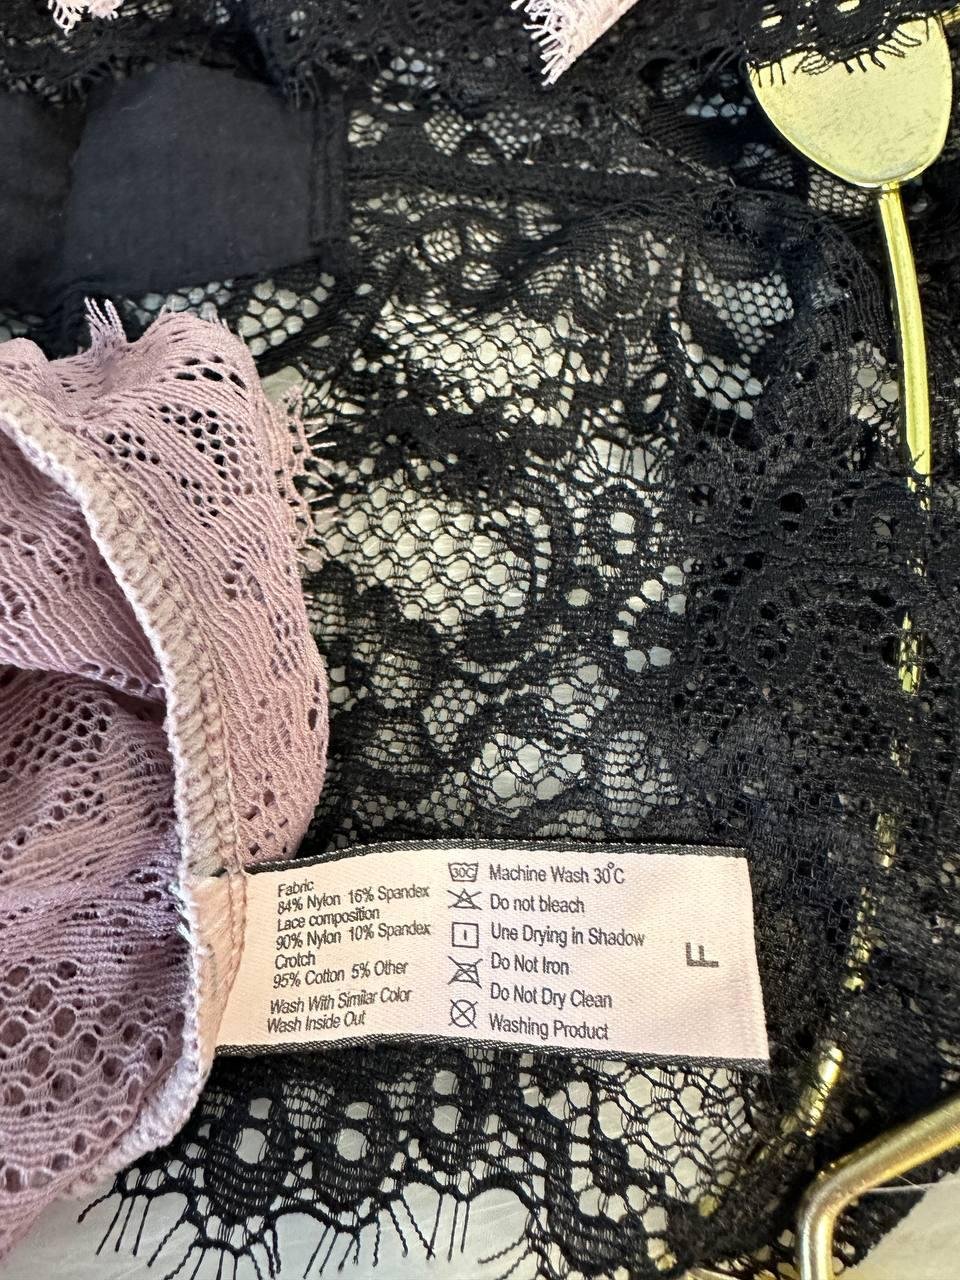 Fabric
84% Nylon 16% Spandex
Lace composition
90% Nylon 10% Spandex
Crotch
95% Cotton 5% Other
Wash With Similar Color
Wash Inside Out
30C Machine Wash 30°C
Do not bleach
Une Drying in Shadow
Do Not Iron
Do Not Dry Clean
Washing Product
LF